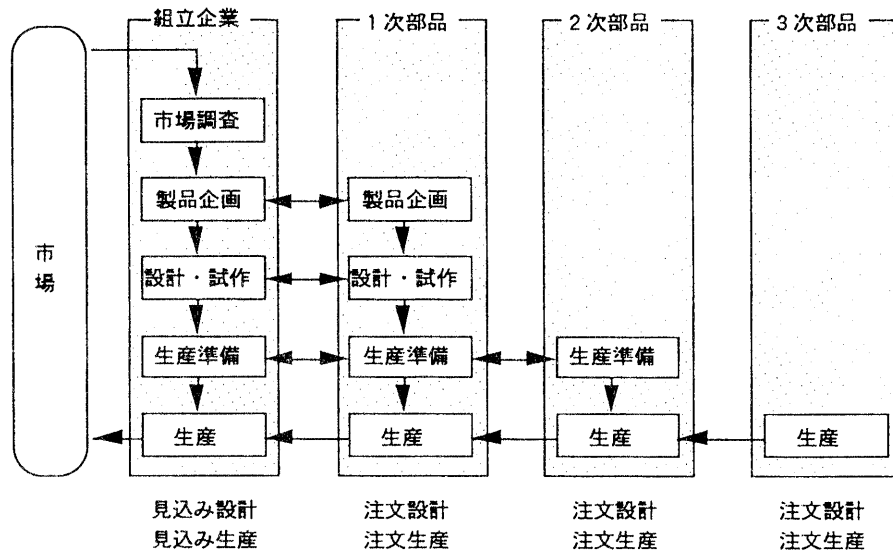 組立企業
1次部品
2次部品
3次部品
市場
市場調査
製品企画
製品企画
設計・試作
設計・試作
生産準備
生産準備
生産準備
生産
生産
生産
生産
見込み設計
見込み生産
注文設計
注文生産
注文設計
注文生産
注文設計
注文生産